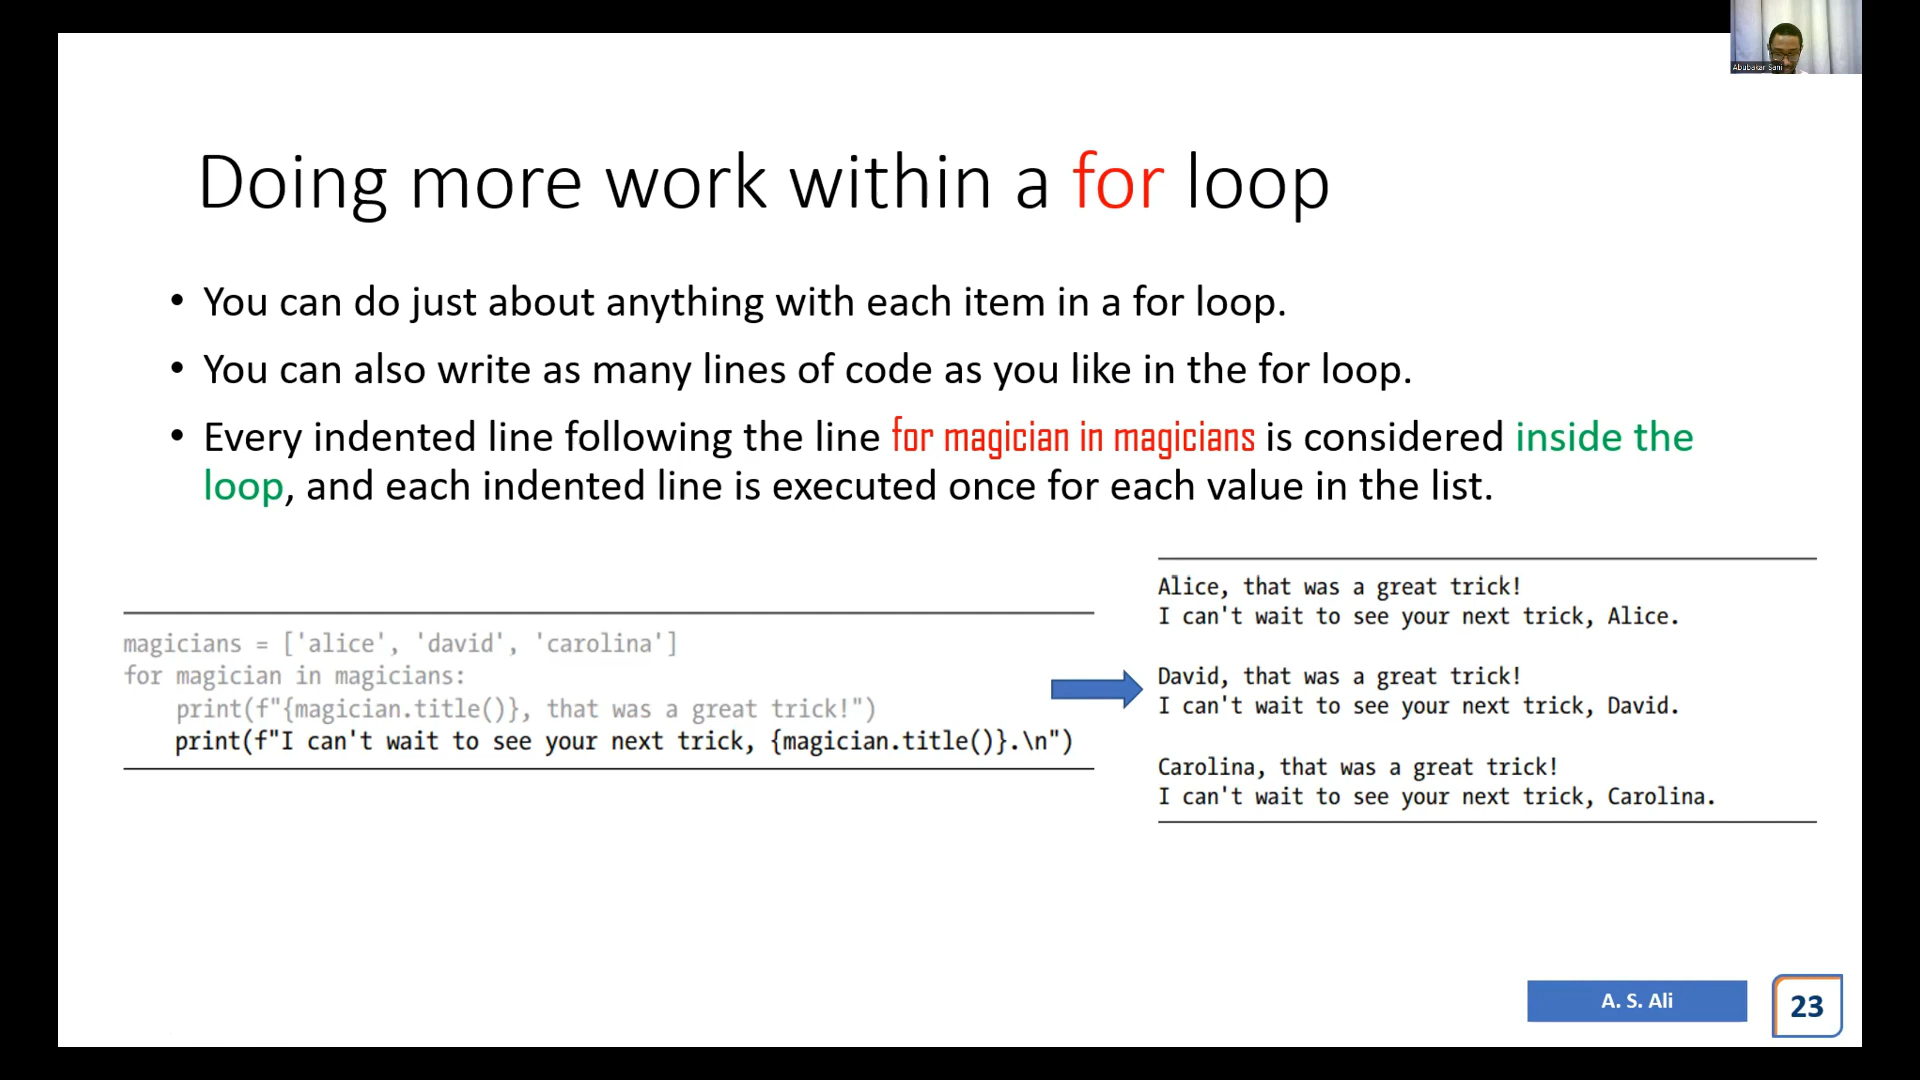 Abubakar Sani
Doing more work within a for loop
• You can do just about anything with each item in a for loop.
• You can also write as many lines of code as you like in the for loop.
• Every indented line following the line for magician in magicians is considered inside the
loop, and each indented line is executed once for each value in the list.
magicians = ['alice', 'david', 'carolina']
for magician in magicians:
    print(f"{magician.title()}, that was a great trick!")
    print(f"I can't wait to see your next trick, {magician.title()}.\n")
Alice, that was a great trick!
I can't wait to see your next trick, Alice.
David, that was a great trick!
I can't wait to see your next trick, David.
Carolina, that was a great trick!
I can't wait to see your next trick, Carolina.
A. S. Ali
23